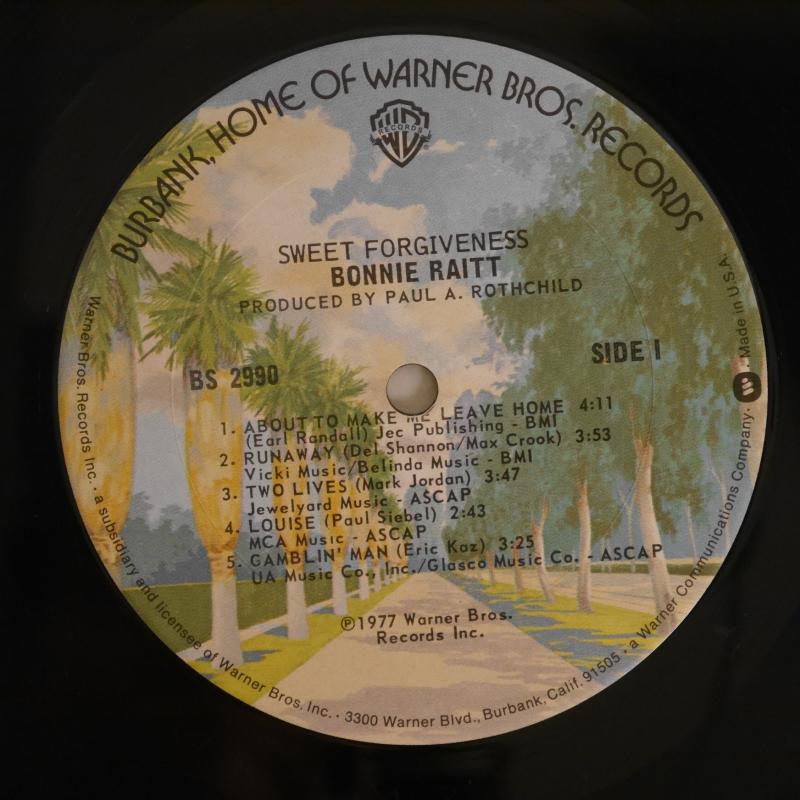 BURBANK, HOME OF WARNER BROS. RECORDS
W B RECORDS
SWEET FORGIVENESS
BONNIE RAITT
PRODUCED BY PAUL A. ROTHCHILD
BS 2990
SIDE 1
1. ABOUT TO MAKE ME LEAVE HOME 4:11
(Earl Randall) Jec Publishing - BMI
2. RUNAWAY (Del Shannon/Max Crook) 3:53
Vicki Music/Belinda Music - BMI
3. TWO LIVES (Mark Jordan) 3:47
Jewelyard Music - ASCAP
4. LOUISE (Paul Siebel) 2:43
MCA Music - ASCAP
5. GAMBLIN' MAN (Eric Kaz) 3:25
UA Music Co., Inc./Glasco Music Co. - ASCAP
℗1977 Warner Bros.
Records Inc.
Warner Bros. Records Inc. · a subsidiary and licensee of Warner Bros. Inc. · 3300 Warner Blvd., Burbank, Calif. 91505 · a Warner Communications Company. · Made in U.S.A.